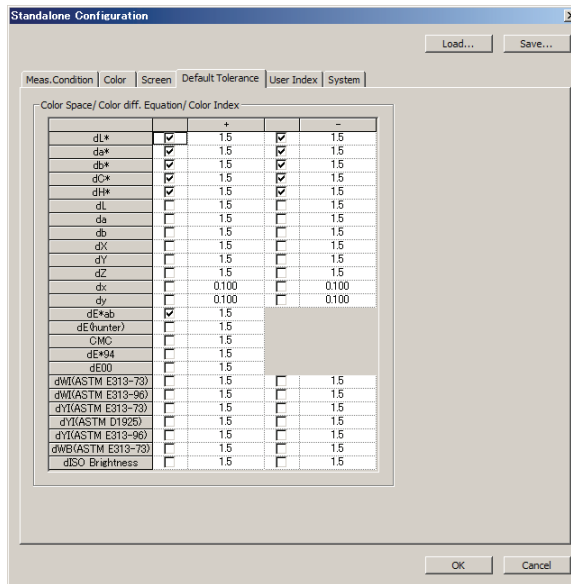 Standalone Configuration
Load... Save...
Meas.Condition Color Screen Default Tolerance User Index System
Color Space/ Color diff. Equation/ Color Index
+ -
dL* 1.5 1.5
da* 1.5 1.5
db* 1.5 1.5
dC* 1.5 1.5
dH* 1.5 1.5
dL 1.5 1.5
da 1.5 1.5
db 1.5 1.5
dX 1.5 1.5
dY 1.5 1.5
dZ 1.5 1.5
dx 0.100 0.100
dy 0.100 0.100
dE*ab 1.5
dE(hunter) 1.5
CMC 1.5
dE*94 1.5
dE00 1.5
dWI(ASTM E313-73) 1.5 1.5
dWI(ASTM E313-96) 1.5 1.5
dYI(ASTM E313-73) 1.5 1.5
dYI(ASTM D1925) 1.5 1.5
dYI(ASTM E313-96) 1.5 1.5
dWB(ASTM E313-73) 1.5 1.5
dISO Brightness 1.5 1.5
OK Cancel